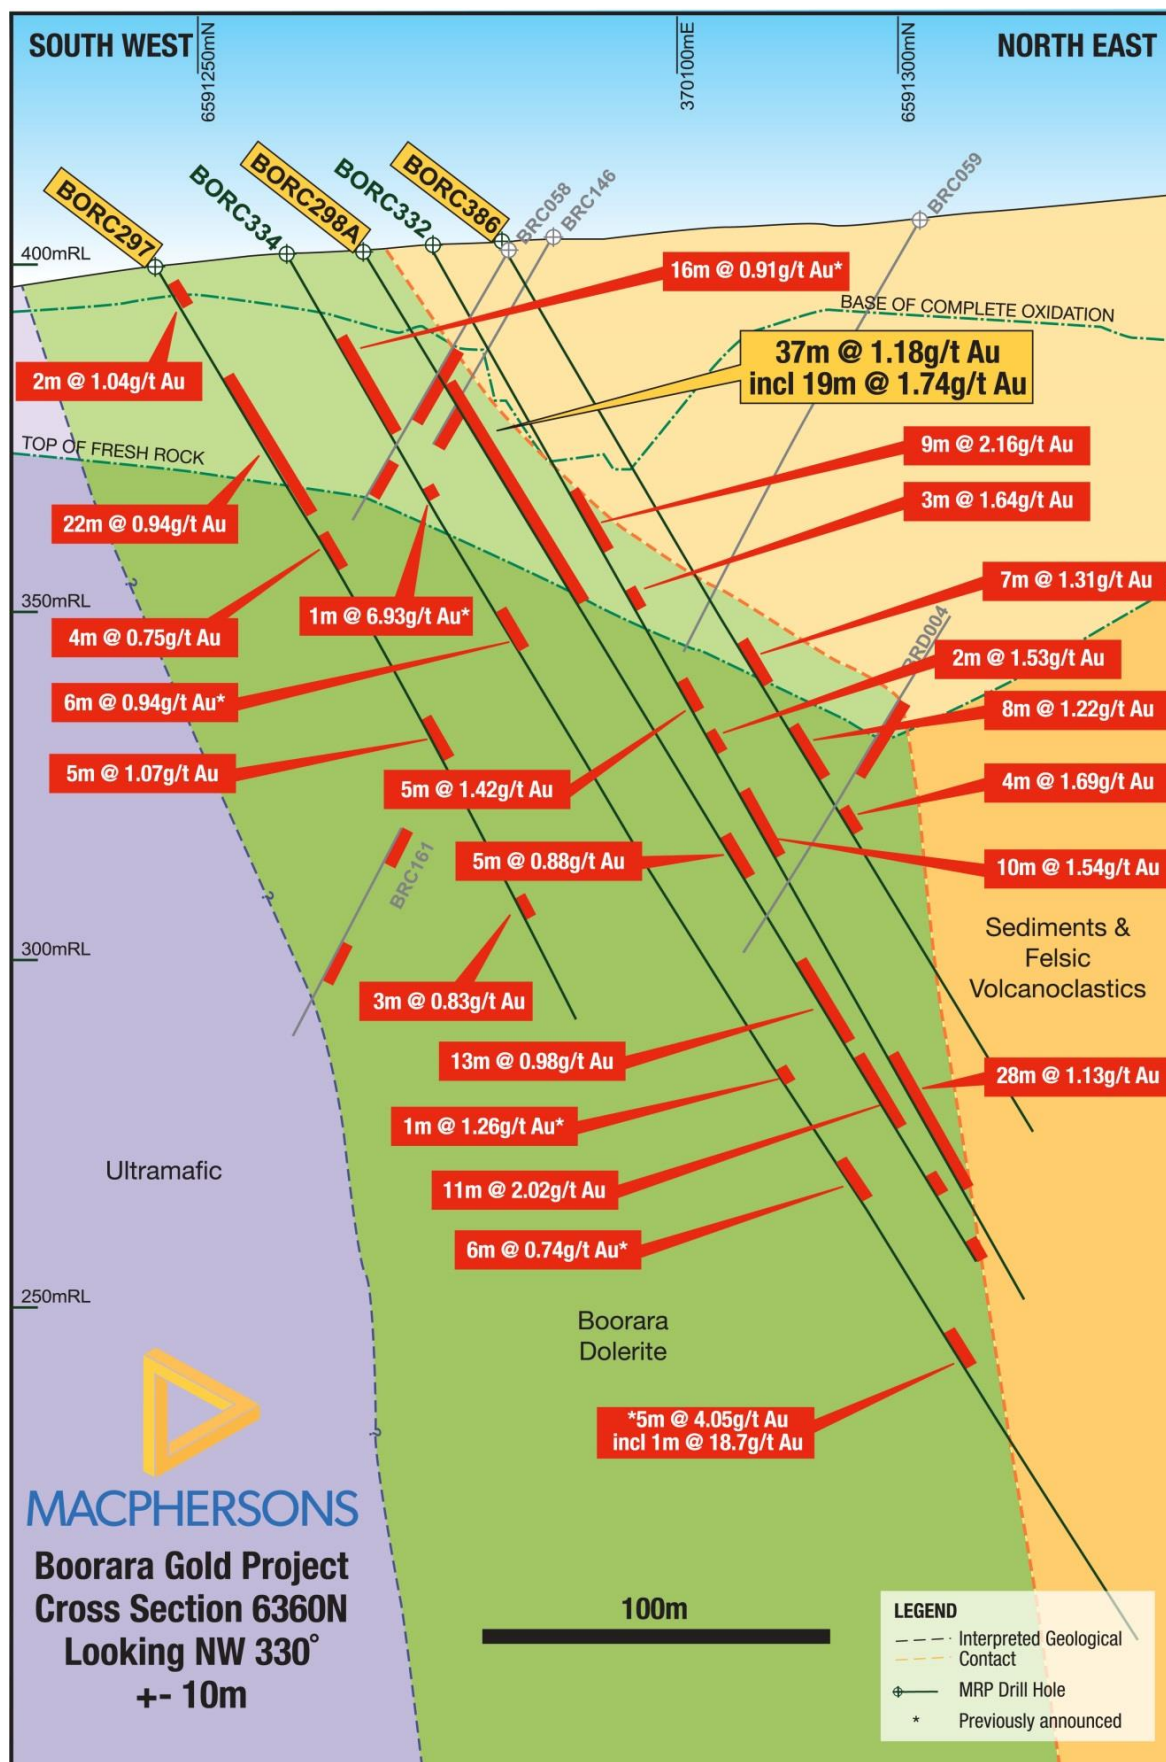 SOUTH WEST
6591250mN
370100mE
6591300mN
NORTH EAST
BORC297
BORC334
BORC298A
BORC332
BORC386
BRC058
BRC146
BRC059
400mRL
16m @ 0.91g/t Au*
BASE OF COMPLETE OXIDATION
37m @ 1.18g/t Au
incl 19m @ 1.74g/t Au
2m @ 1.04g/t Au
TOP OF FRESH ROCK
9m @ 2.16g/t Au
3m @ 1.64g/t Au
22m @ 0.94g/t Au
7m @ 1.31g/t Au
?
350mRL
1m @ 6.93g/t Au*
4m @ 0.75g/t Au
BRD004
2m @ 1.53g/t Au
6m @ 0.94g/t Au*
8m @ 1.22g/t Au
5m @ 1.07g/t Au
5m @ 1.42g/t Au
4m @ 1.69g/t Au
5m @ 0.88g/t Au
10m @ 1.54g/t Au
BRC161
?
Sediments &
Felsic
Volcanoclastics
300mRL
3m @ 0.83g/t Au
13m @ 0.98g/t Au
28m @ 1.13g/t Au
1m @ 1.26g/t Au*
Ultramafic
11m @ 2.02g/t Au
6m @ 0.74g/t Au*
250mRL
Boorara
Dolerite
*5m @ 4.05g/t Au
incl 1m @ 18.7g/t Au
?
MACPHERSONS
Boorara Gold Project
Cross Section 6360N
Looking NW 330°
+- 10m
100m
LEGEND
Interpreted Geological
Contact
MRP Drill Hole
* Previously announced